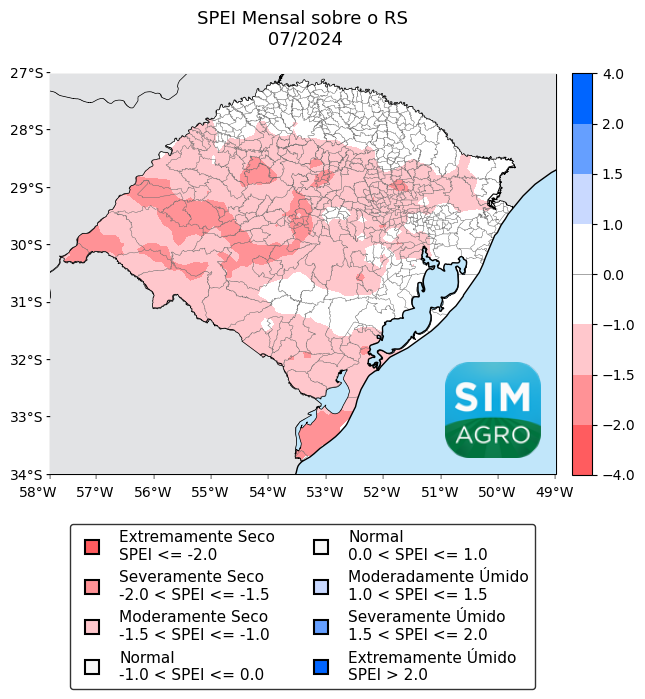 SPEI Mensal sobre o RS
07/2024
27°S
28°S
29°S
30°S
31°S
32°S
33°S
34°S
58°W 57°W 56°W 55°W 54°W 53°W 52°W 51°W 50°W 49°W
4.0
2.0
1.5
1.0
0.0
−1.0
−1.5
−2.0
−4.0
SIM
AGRO
Extremamente Seco
SPEI <= -2.0
Severamente Seco
-2.0 < SPEI <= -1.5
Moderamente Seco
-1.5 < SPEI <= -1.0
Normal
-1.0 < SPEI <= 0.0
Normal
0.0 < SPEI <= 1.0
Moderadamente Úmido
1.0 < SPEI <= 1.5
Severamente Úmido
1.5 < SPEI <= 2.0
Extremamente Úmido
SPEI > 2.0